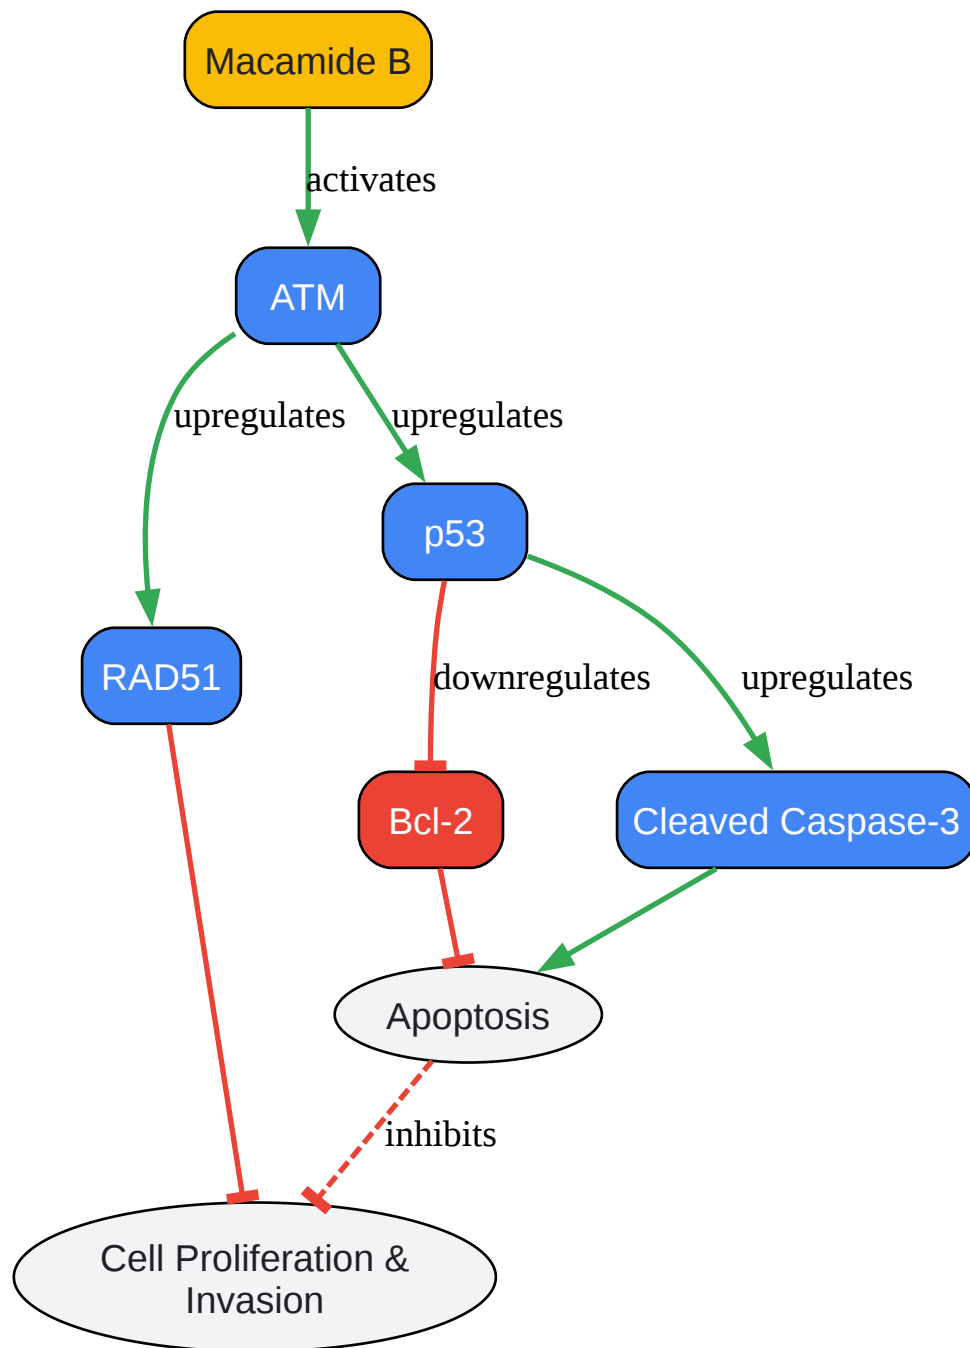 Macamide B
activates
ATM
upregulates
upregulates
p53
RAD51
downregulates
upregulates
Bcl-2
Cleaved Caspase-3
Apoptosis
inhibits
Cell Proliferation &
Invasion